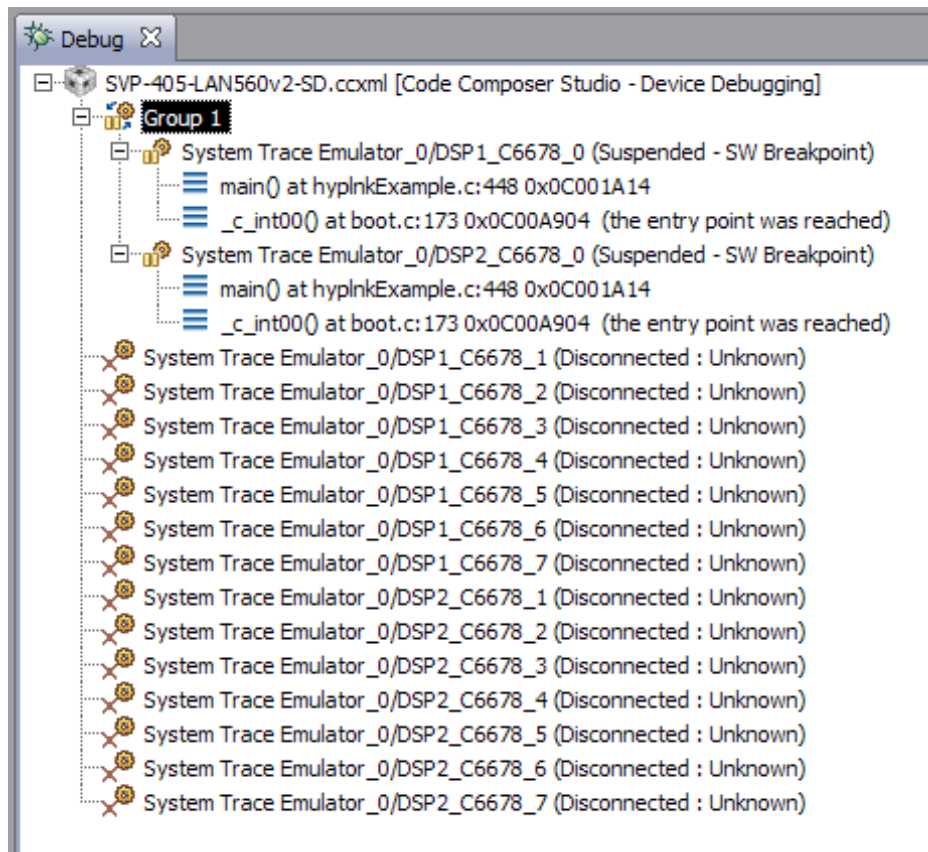 Debug
SVP-405-LAN560v2-SD.ccxml [Code Composer Studio - Device Debugging]
Group 1
System Trace Emulator_0/DSP1_C6678_0 (Suspended - SW Breakpoint)
main() at hyplnkExample.c:448 0x0C001A14
_c_int00() at boot.c:173 0x0C00A904 (the entry point was reached)
System Trace Emulator_0/DSP2_C6678_0 (Suspended - SW Breakpoint)
main() at hyplnkExample.c:448 0x0C001A14
_c_int00() at boot.c:173 0x0C00A904 (the entry point was reached)
System Trace Emulator_0/DSP1_C6678_1 (Disconnected : Unknown)
System Trace Emulator_0/DSP1_C6678_2 (Disconnected : Unknown)
System Trace Emulator_0/DSP1_C6678_3 (Disconnected : Unknown)
System Trace Emulator_0/DSP1_C6678_4 (Disconnected : Unknown)
System Trace Emulator_0/DSP1_C6678_5 (Disconnected : Unknown)
System Trace Emulator_0/DSP1_C6678_6 (Disconnected : Unknown)
System Trace Emulator_0/DSP1_C6678_7 (Disconnected : Unknown)
System Trace Emulator_0/DSP2_C6678_1 (Disconnected : Unknown)
System Trace Emulator_0/DSP2_C6678_2 (Disconnected : Unknown)
System Trace Emulator_0/DSP2_C6678_3 (Disconnected : Unknown)
System Trace Emulator_0/DSP2_C6678_4 (Disconnected : Unknown)
System Trace Emulator_0/DSP2_C6678_5 (Disconnected : Unknown)
System Trace Emulator_0/DSP2_C6678_6 (Disconnected : Unknown)
System Trace Emulator_0/DSP2_C6678_7 (Disconnected : Unknown)